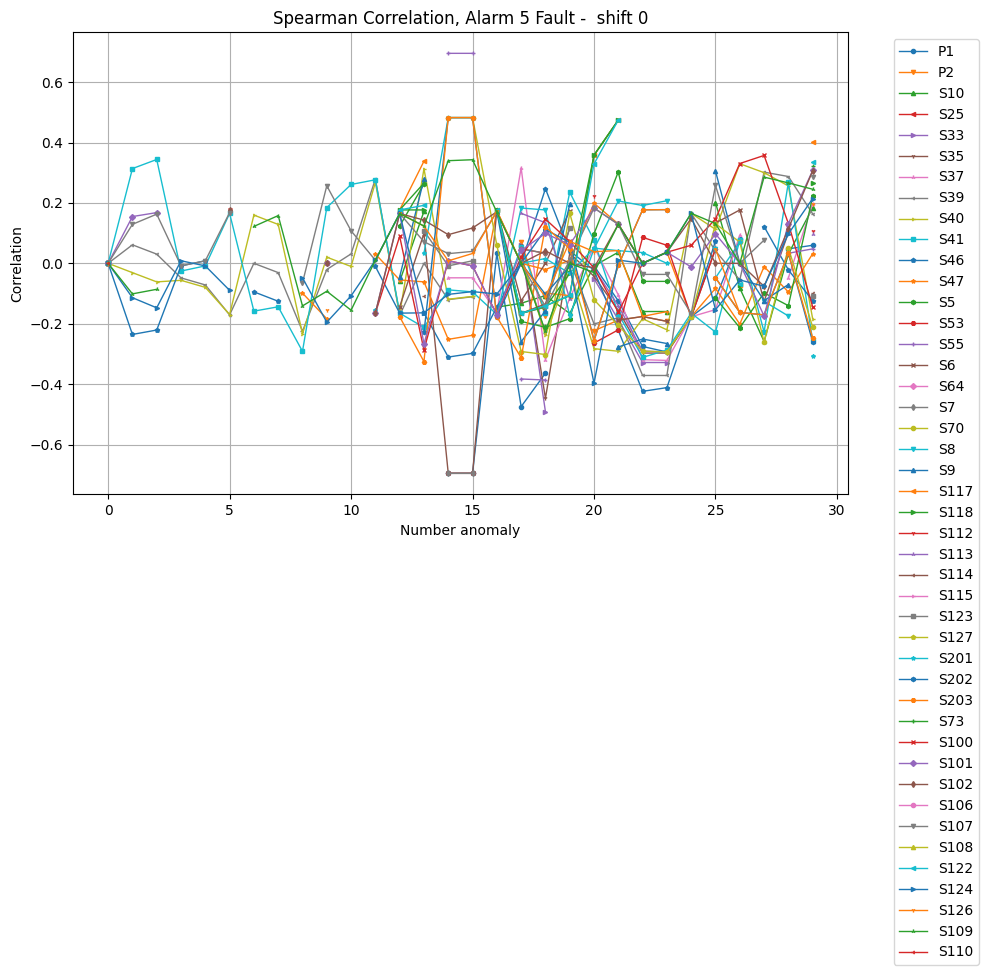 Spearman Correlation, Alarm 5 Fault -  shift 0
Correlation
0.6
0.4
0.2
0.0
−0.2
−0.4
−0.6
0
5
10
15
20
25
30
Number anomaly
P1
P2
S10
S25
S33
S35
S37
S39
S40
S41
S46
S47
S5
S53
S55
S6
S64
S7
S70
S8
S9
S117
S118
S112
S113
S114
S115
S123
S127
S201
S202
S203
S73
S100
S101
S102
S106
S107
S108
S122
S124
S126
S109
S110